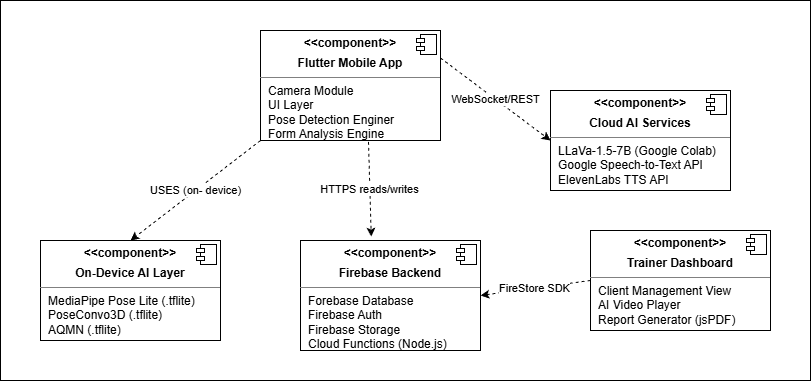 <<component>>
Flutter Mobile App
Camera Module
UI Layer
Pose Detection Enginer
Form Analysis Engine
WebSocket/REST
<<component>>
Cloud AI Services
LLaVa-1.5-7B (Google Colab)
Google Speech-to-Text API
ElevenLabs TTS API
USES (on- device)
HTTPS reads/writes
<<component>>
On-Device AI Layer
MediaPipe Pose Lite (.tflite)
PoseConvo3D (.tflite)
AQMN (.tflite)
<<component>>
Firebase Backend
Forebase Database
Firebase Auth
Firebase Storage
Cloud Functions (Node.js)
FireStore SDK
<<component>>
Trainer Dashboard
Client Management View
AI Video Player
Report Generator (jsPDF)